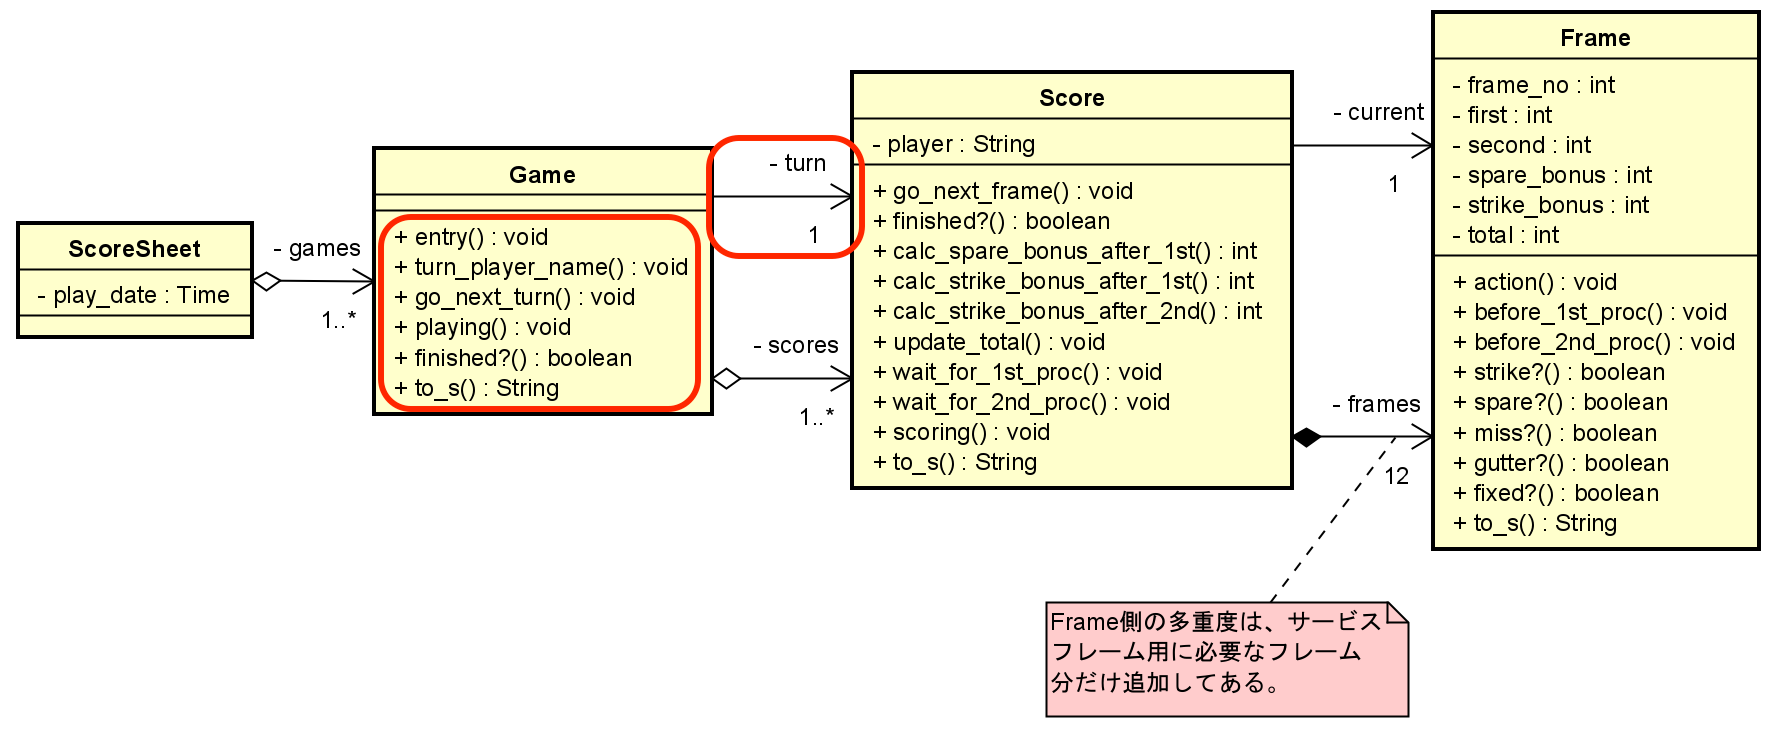 ScoreSheet
- play_date : Time
- games
1..*
Game
+ entry() : void
+ turn_player_name() : void
+ go_next_turn() : void
+ playing() : void
+ finished?() : boolean
+ to_s() : String
- turn
1
- scores
1..*
Score
- player : String
+ go_next_frame() : void
+ finished?() : boolean
+ calc_spare_bonus_after_1st() : int
+ calc_strike_bonus_after_1st() : int
+ calc_strike_bonus_after_2nd() : int
+ update_total() : void
+ wait_for_1st_proc() : void
+ wait_for_2nd_proc() : void
+ scoring() : void
+ to_s() : String
- current
1
- frames
12
Frame
- frame_no : int
- first : int
- second : int
- spare_bonus : int
- strike_bonus : int
- total : int
+ action() : void
+ before_1st_proc() : void
+ before_2nd_proc() : void
+ strike?() : boolean
+ spare?() : boolean
+ miss?() : boolean
+ gutter?() : boolean
+ fixed?() : boolean
+ to_s() : String
Frame側の多重度は、サービス
フレーム用に必要なフレーム
分だけ追加してある。